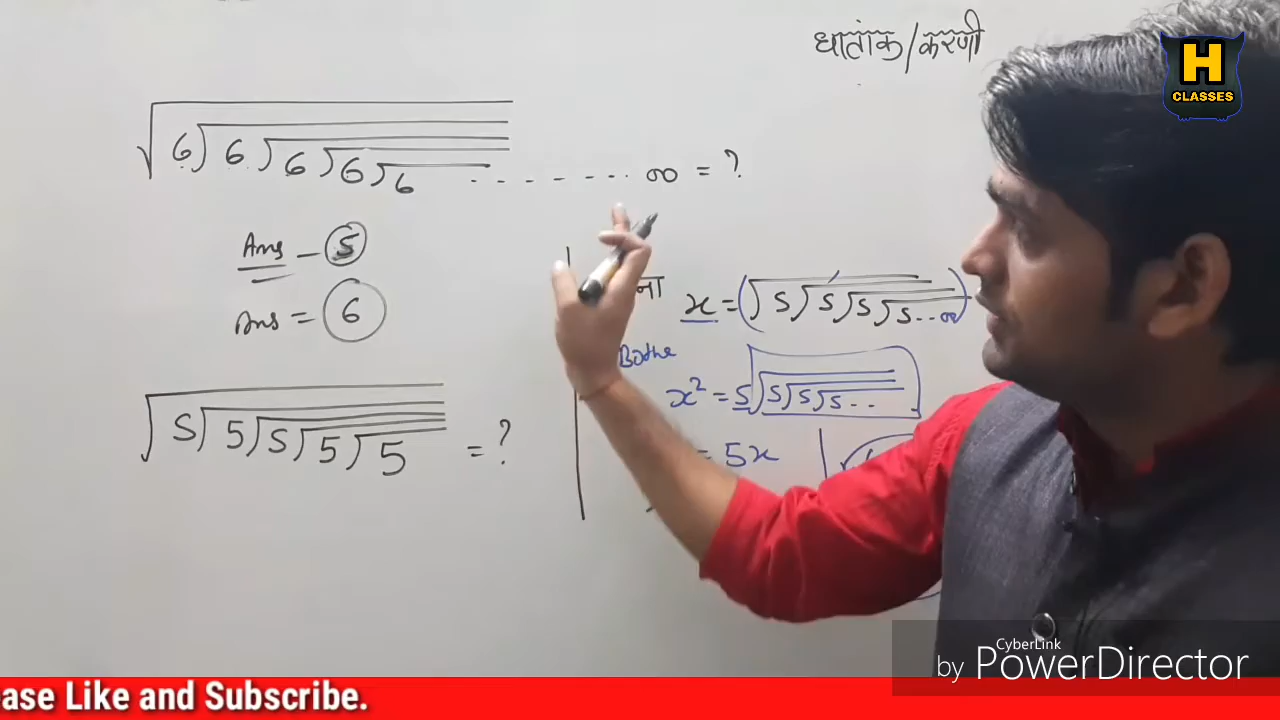 धातांक/करणी
H
CLASSES
√6√6√6√6√6 - - - - - - ∞ = ?
Ans - 5
Ans = 6
ना x = (√5√5√5√5...∞)
Bothe
x² = 5√5√5√5...
= 5x
√5√5√5√5√5 = ?
CyberLink
by PowerDirector
ase Like and Subscribe.